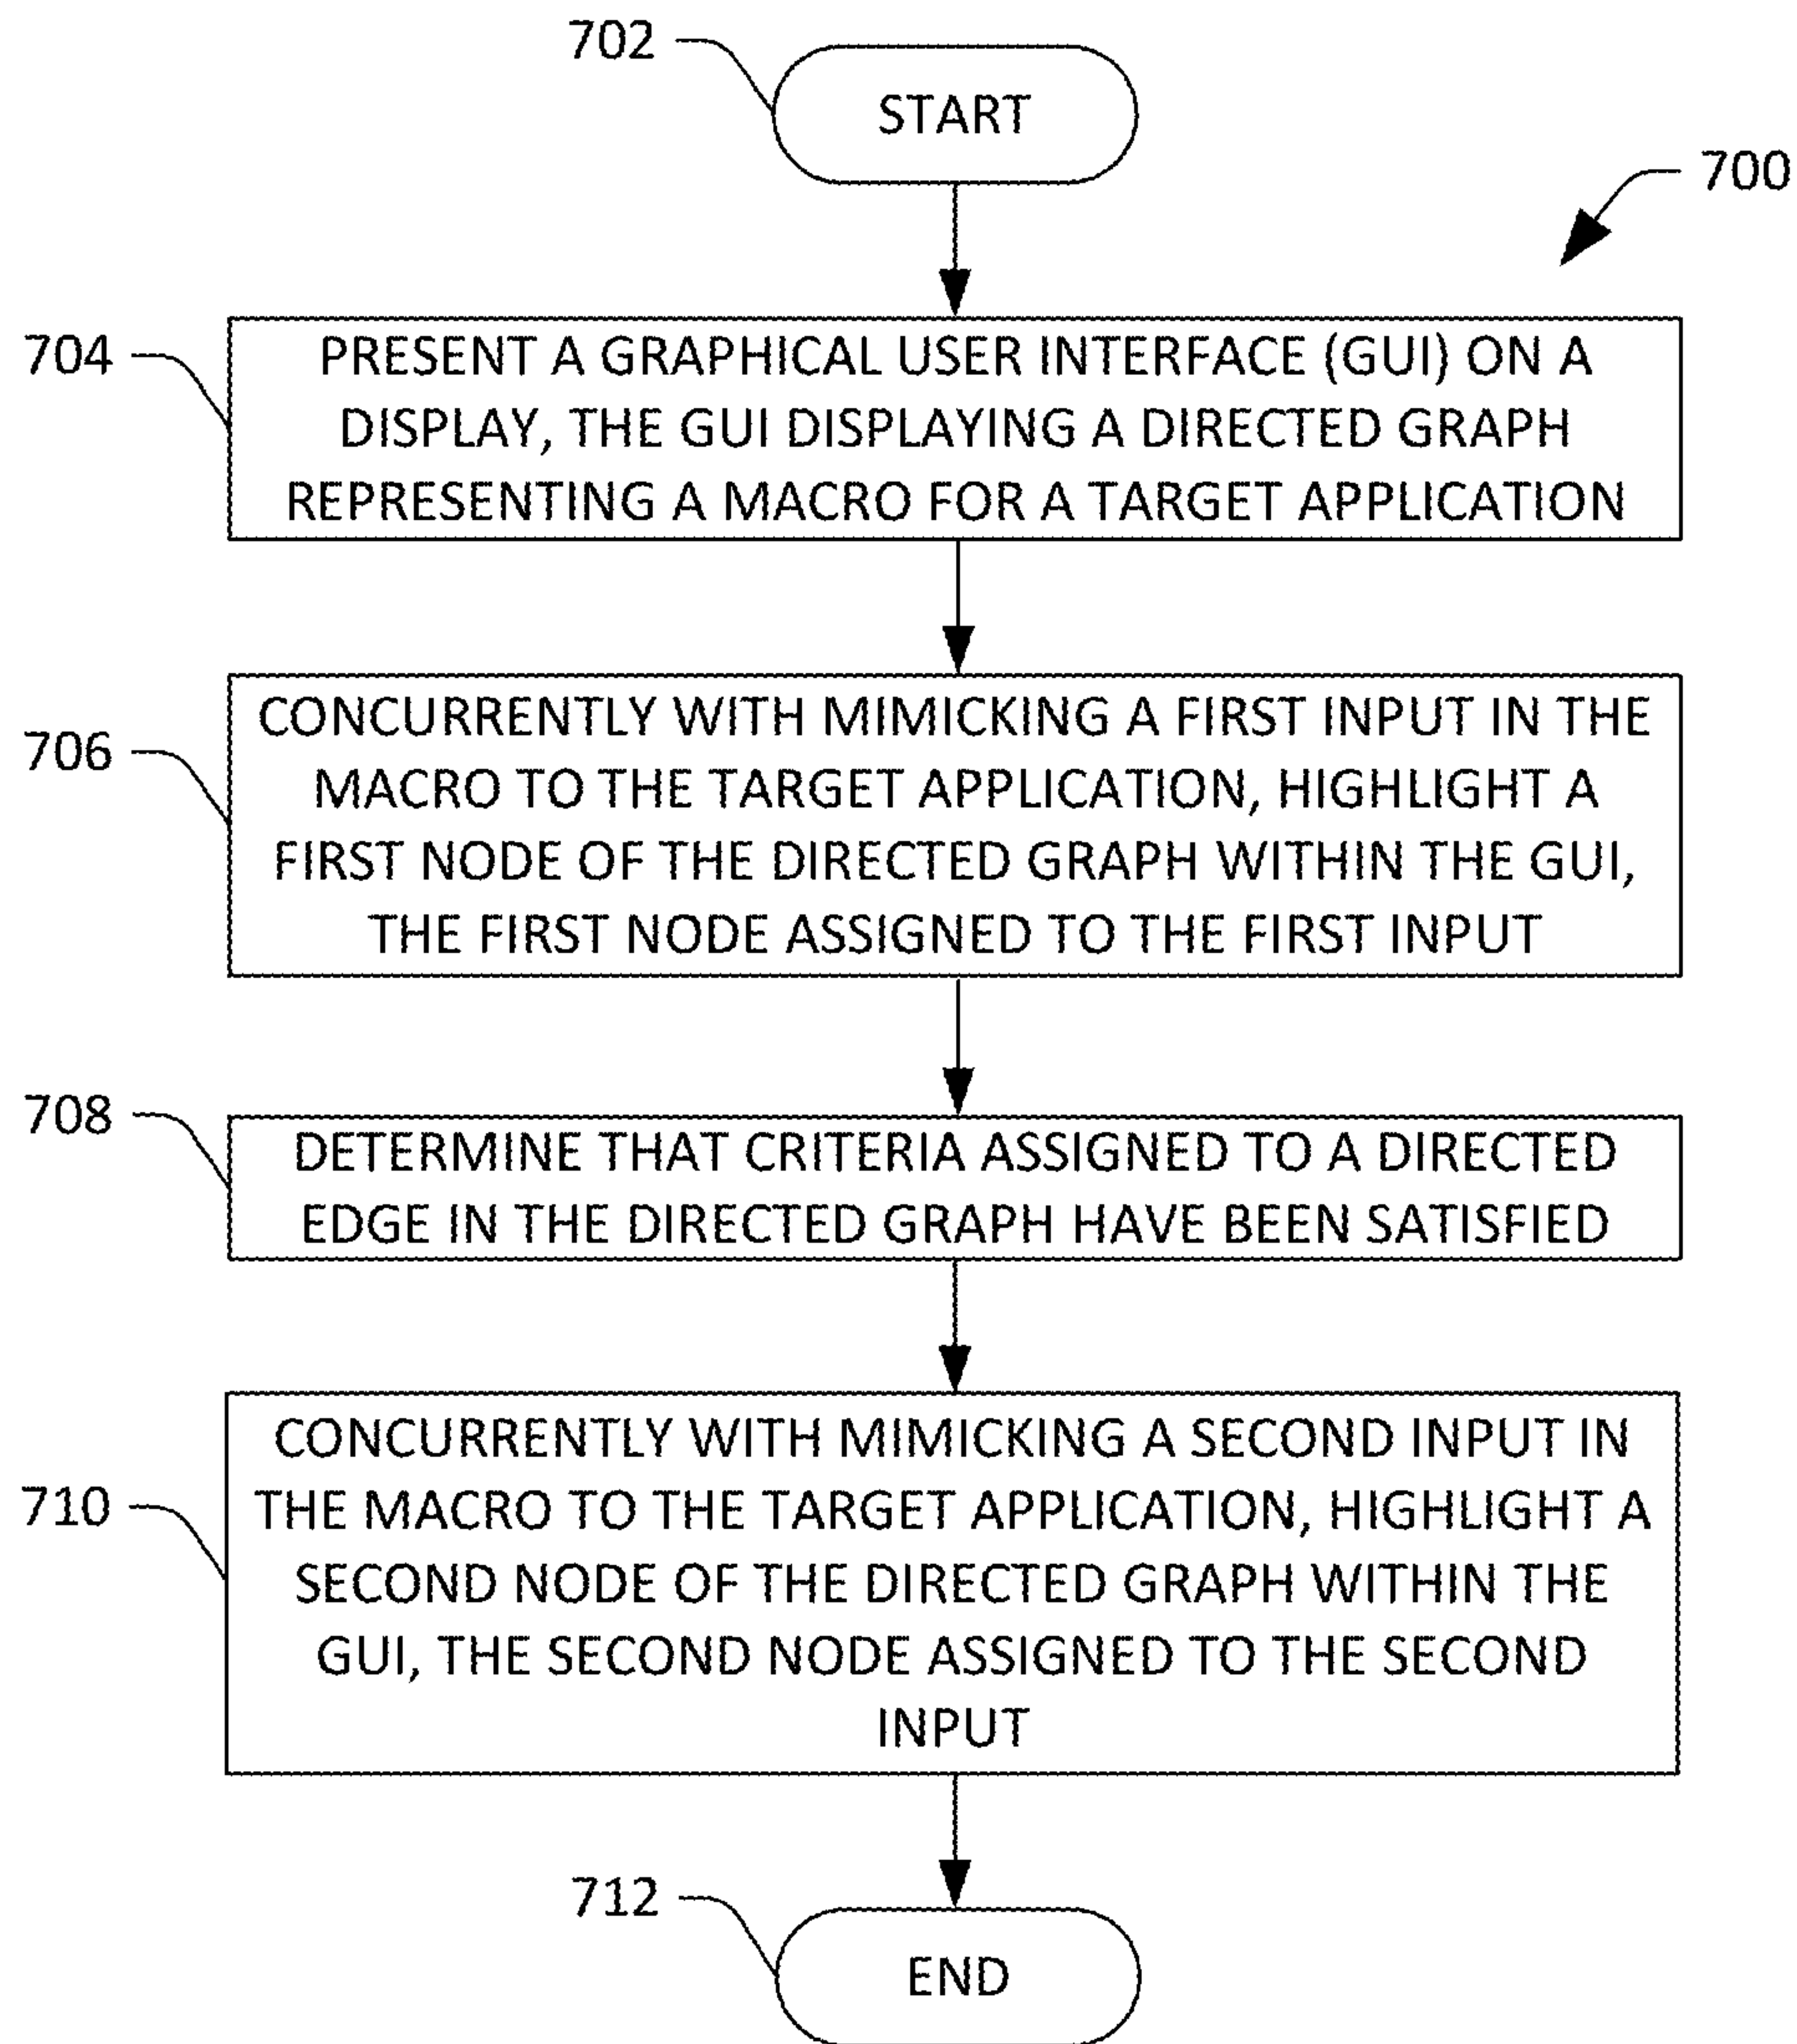 702
START
700
704
PRESENT A GRAPHICAL USER INTERFACE (GUI) ON A
DISPLAY, THE GUI DISPLAYING A DIRECTED GRAPH
REPRESENTING A MACRO FOR A TARGET APPLICATION
706
CONCURRENTLY WITH MIMICKING A FIRST INPUT IN THE
MACRO TO THE TARGET APPLICATION, HIGHLIGHT A
FIRST NODE OF THE DIRECTED GRAPH WITHIN THE GUI,
THE FIRST NODE ASSIGNED TO THE FIRST INPUT
708
DETERMINE THAT CRITERIA ASSIGNED TO A DIRECTED
EDGE IN THE DIRECTED GRAPH HAVE BEEN SATISFIED
710
CONCURRENTLY WITH MIMICKING A SECOND INPUT IN
THE MACRO TO THE TARGET APPLICATION, HIGHLIGHT A
SECOND NODE OF THE DIRECTED GRAPH WITHIN THE
GUI, THE SECOND NODE ASSIGNED TO THE SECOND
INPUT
712
END